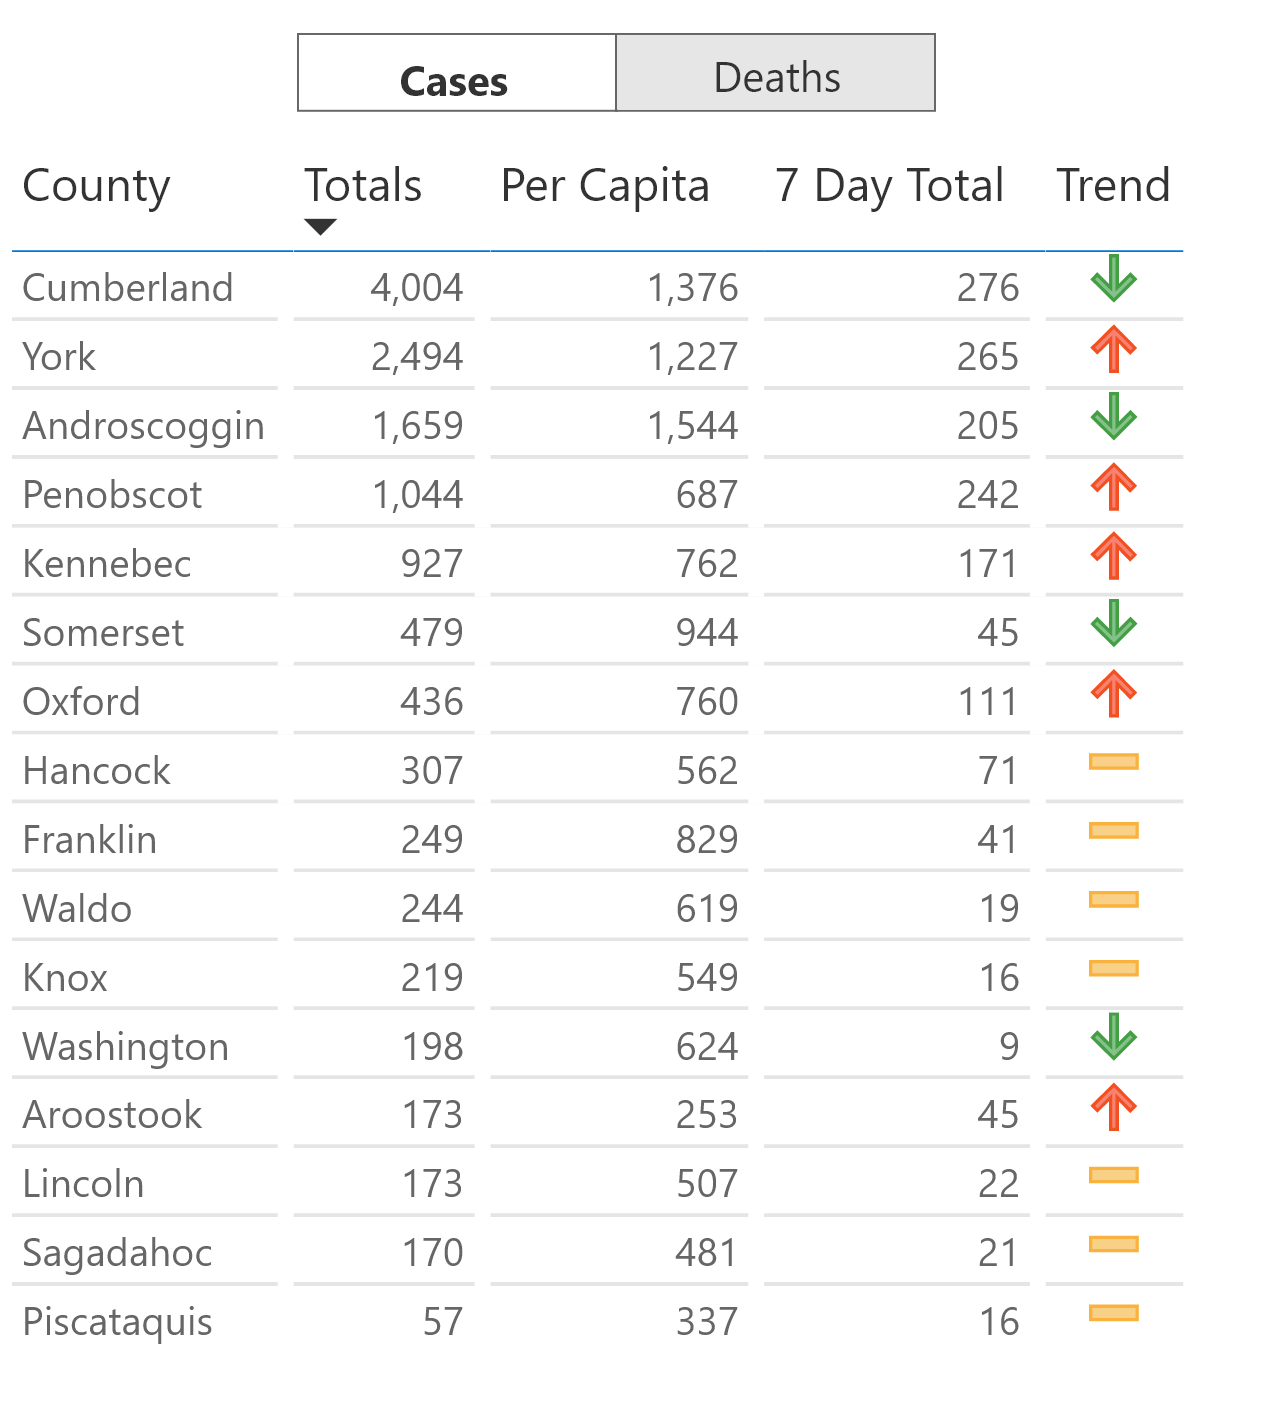 Cases Deaths
County Totals Per Capita 7 Day Total Trend
Cumberland 4,004 1,376 276
York 2,494 1,227 265
Androscoggin 1,659 1,544 205
Penobscot 1,044 687 242
Kennebec 927 762 171
Somerset 479 944 45
Oxford 436 760 111
Hancock 307 562 71
Franklin 249 829 41
Waldo 244 619 19
Knox 219 549 16
Washington 198 624 9
Aroostook 173 253 45
Lincoln 173 507 22
Sagadahoc 170 481 21
Piscataquis 57 337 16